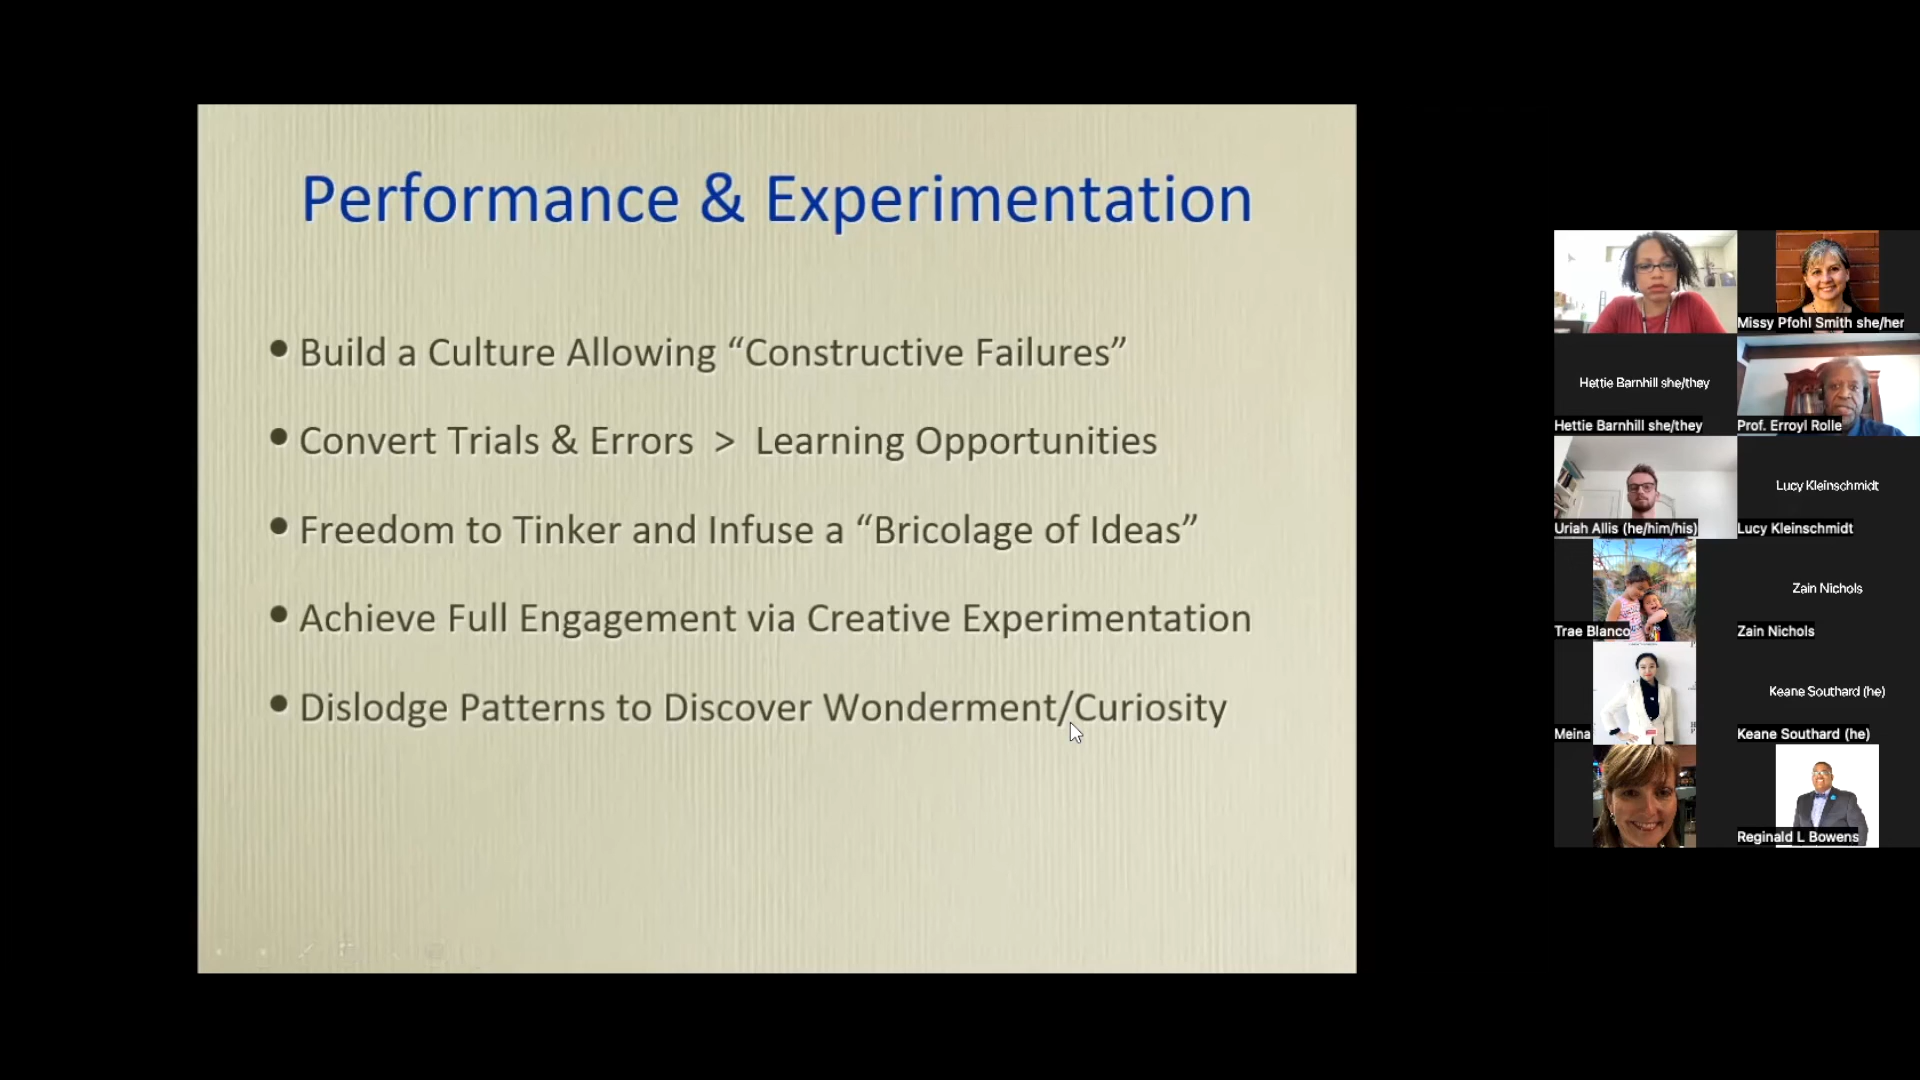 Performance & Experimentation
• Build a Culture Allowing “Constructive Failures”
• Convert Trials & Errors > Learning Opportunities
• Freedom to Tinker and Infuse a “Bricolage of Ideas”
• Achieve Full Engagement via Creative Experimentation
• Dislodge Patterns to Discover Wonderment/Curiosity
Missy Pfohl Smith she/her
Hettie Barnhill she/they
Hettie Barnhill she/they
Prof. Erroyl Rolle
Uriah Allis (he/him/his)
Lucy Kleinschmidt
Lucy Kleinschmidt
Trae Blanco
Zain Nichols
Zain Nichols
Meina
Keane Southard (he)
Keane Southard (he)
Reginald L Bowens